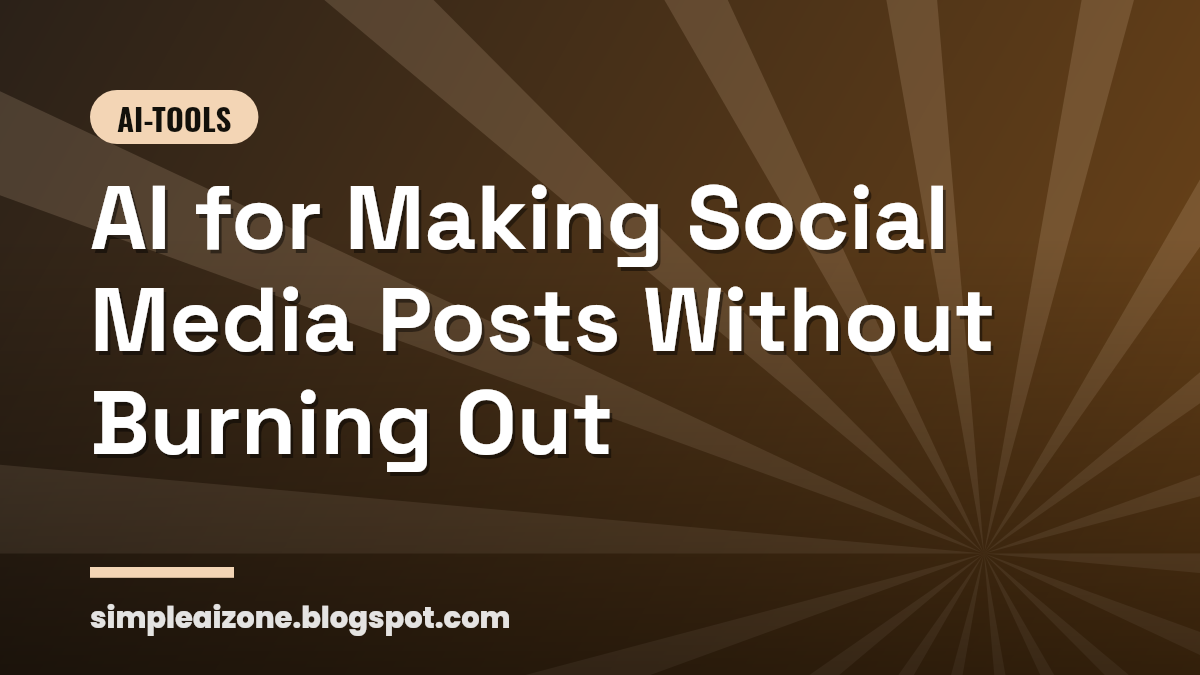 AI-TOOLS
AI for Making Social
Media Posts Without
Burning Out
simpleaizone.blogspot.com